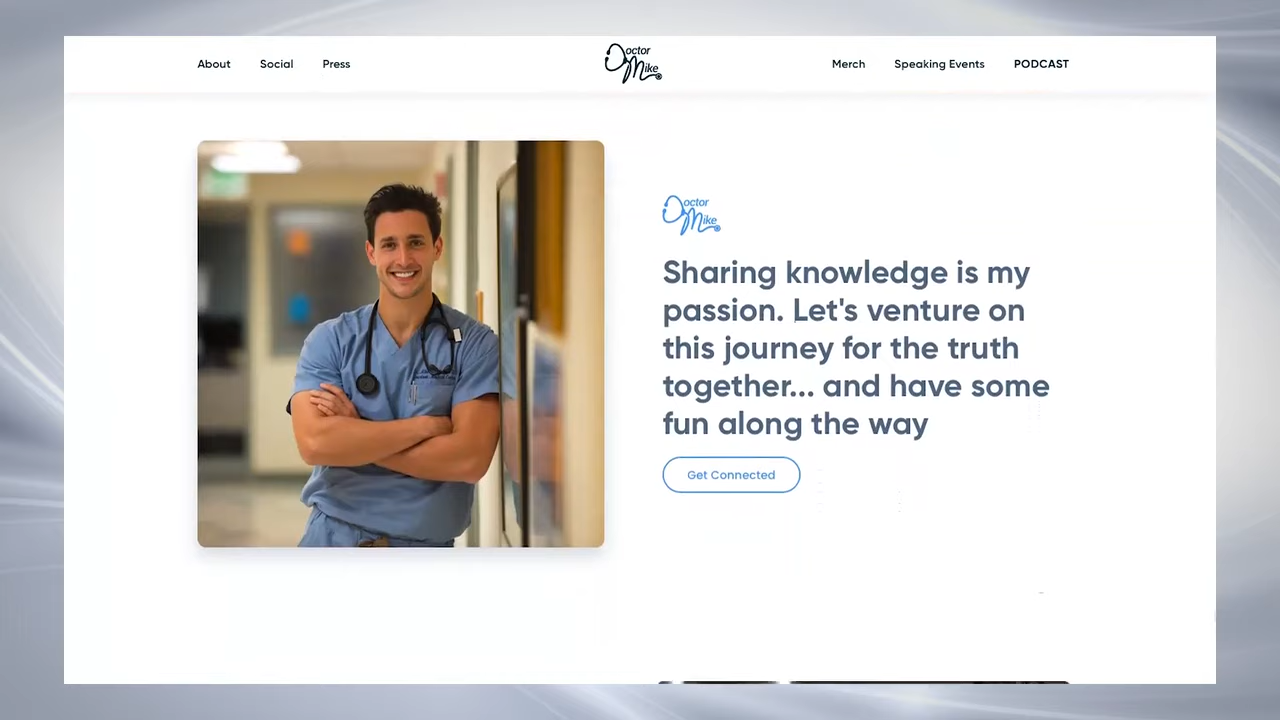 About Social Press Doctor Mike Merch Speaking Events PODCAST
Doctor
Mike
Sharing knowledge is my
passion. Let's venture on
this journey for the truth
together... and have some
fun along the way
Get Connected